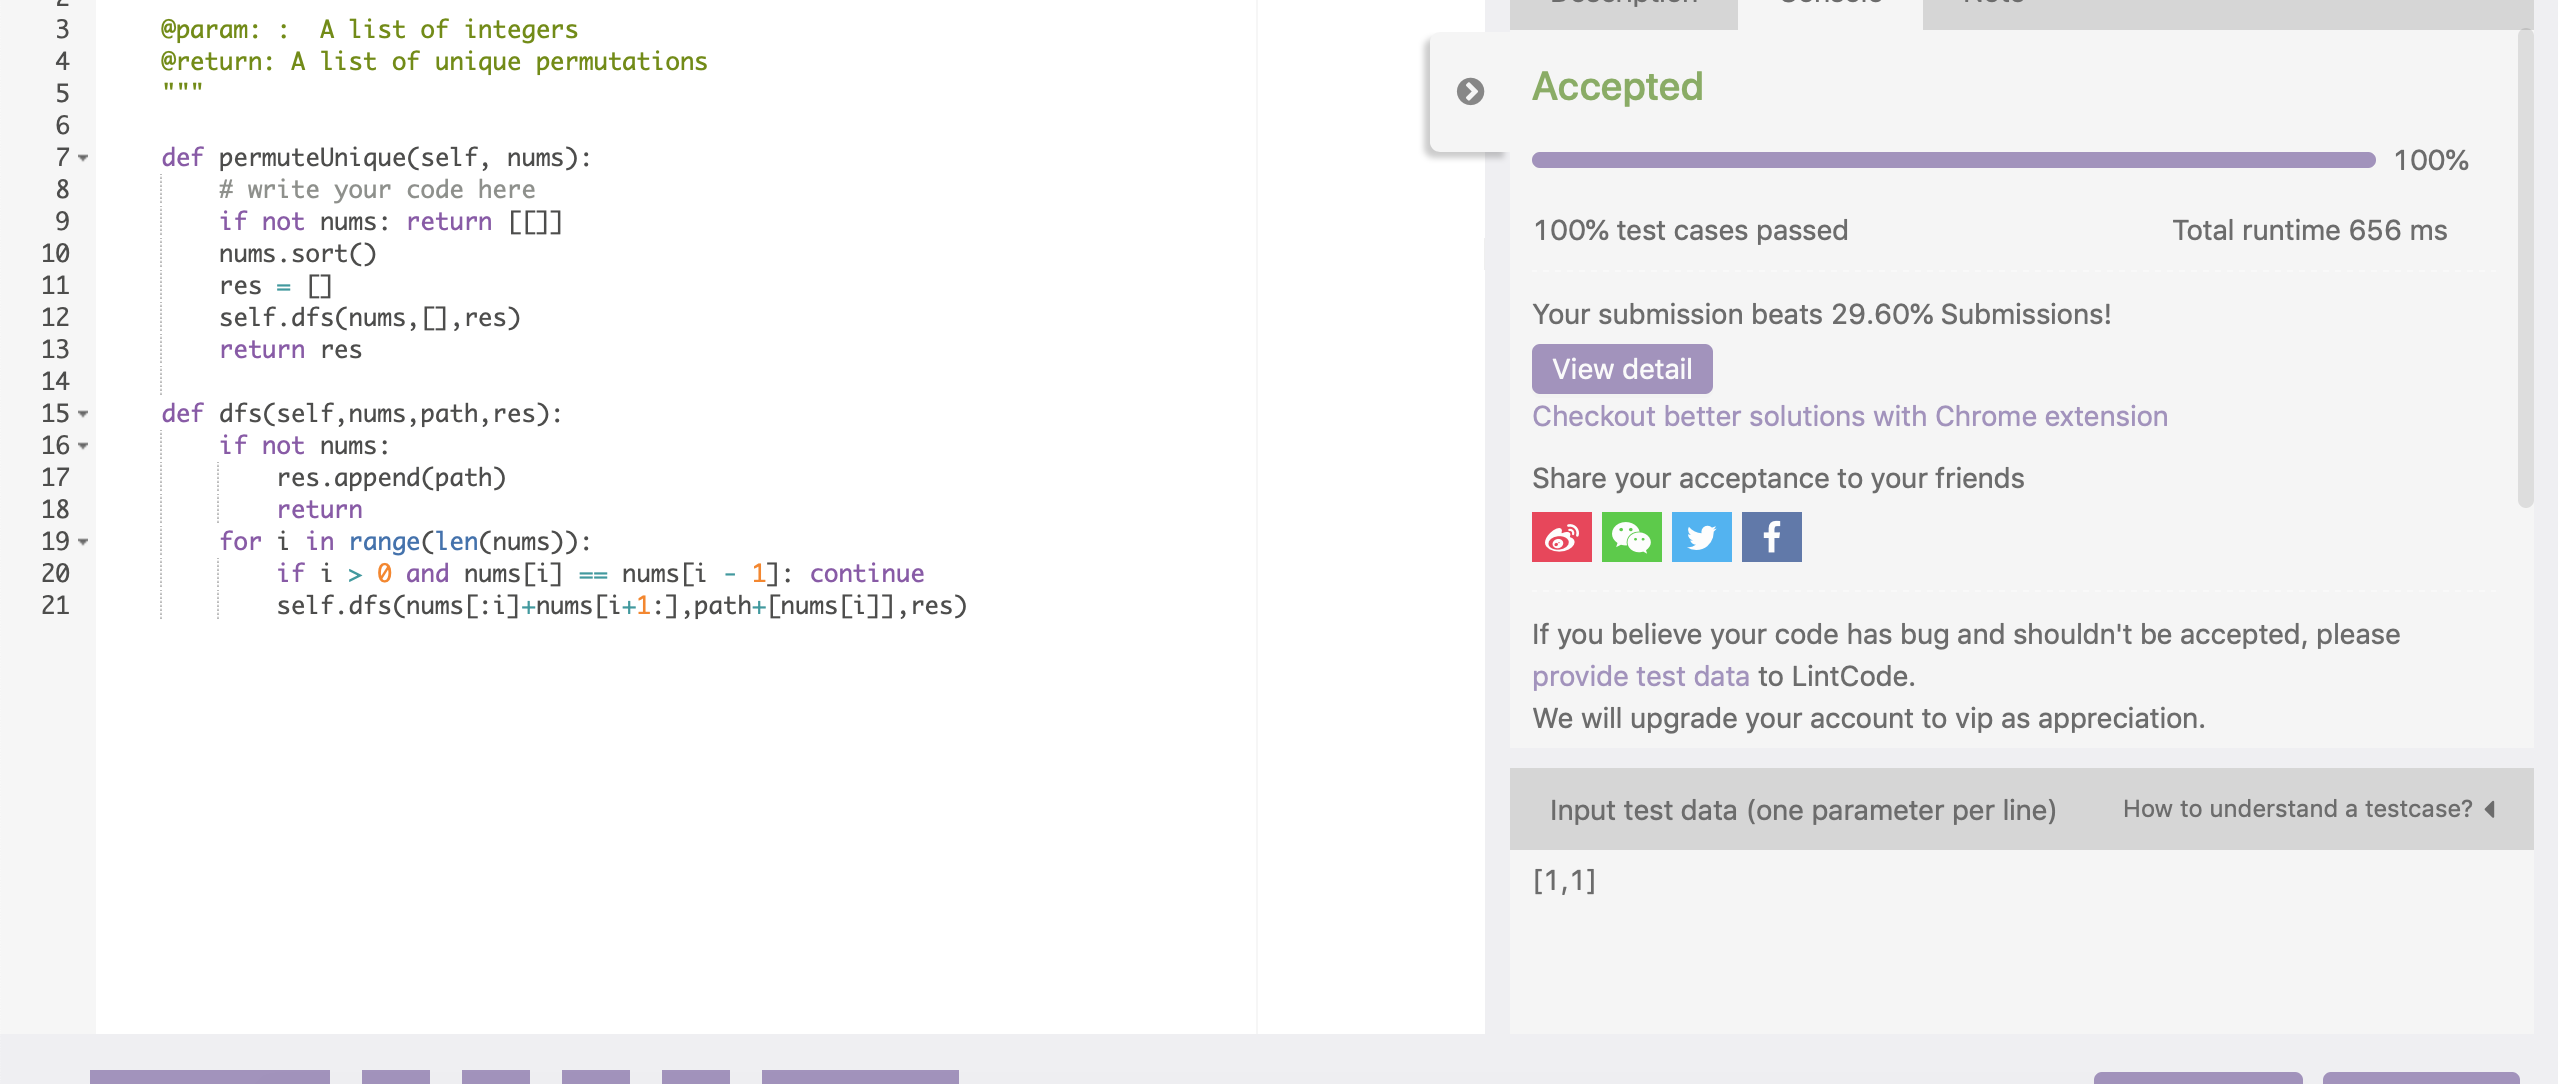 2
3 @param: :  A list of integers
4 @return: A list of unique permutations
5 """
6
7 def permuteUnique(self, nums):
8 # write your code here
9 if not nums: return [[]]
10 nums.sort()
11 res = []
12 self.dfs(nums,[],res)
13 return res
14
15 def dfs(self,nums,path,res):
16 if not nums:
17 res.append(path)
18 return
19 for i in range(len(nums)):
20 if i > 0 and nums[i] == nums[i - 1]: continue
21 self.dfs(nums[:i]+nums[i+1:],path+[nums[i]],res)
Description Console Note
Accepted
100%
100% test cases passed Total runtime 656 ms
Your submission beats 29.60% Submissions!
View detail
Checkout better solutions with Chrome extension
Share your acceptance to your friends
If you believe your code has bug and shouldn't be accepted, please
provide test data to LintCode.
We will upgrade your account to vip as appreciation.
Input test data (one parameter per line) How to understand a testcase?
[1,1]